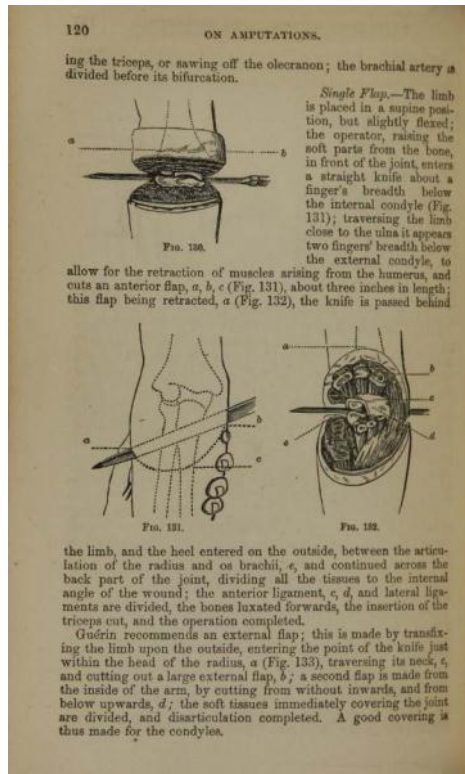 120
ON AMPUTATIONS.
ing the triceps, or sawing off the olecranon; the brachial artery is
divided before its bifurcation.
Single Flap.—The limb
is placed in a supine posi-
tion, but slightly flexed;
the operator, raising the
soft parts from the bone,
in front of the joint, enters
a straight knife about a
finger's breadth below
the internal condyle (Fig.
131); traversing the limb
close to the ulna it appears
two fingers' breadth below
the external condyle, to
a
b
Fig. 130.
allow for the retraction of muscles arising from the humerus, and
cuts an anterior flap, a, b, c (Fig. 131), about three inches in length;
this flap being retracted, a (Fig. 132), the knife is passed behind
a
b
c
Fig. 131.
a
b
c
d
e
Fig. 132.
the limb, and the heel entered on the outside, between the articu-
lation of the radius and os brachii, e, and continued across the
back part of the joint, dividing all the tissues to the internal
angle of the wound; the anterior ligament, c, d, and lateral liga-
ments are divided, the bones luxated forwards, the insertion of the
triceps cut, and the operation completed.
Guérin recommends an external flap; this is made by transfix-
ing the limb upon the outside, entering the point of the knife just
within the head of the radius, a (Fig. 133), traversing its neck, c,
and cutting out a large external flap, b; a second flap is made from
the inside of the arm, by cutting from without inwards, and from
below upwards, d; the soft tissues immediately covering the joint
are divided, and disarticulation completed. A good covering is
thus made for the condyles.